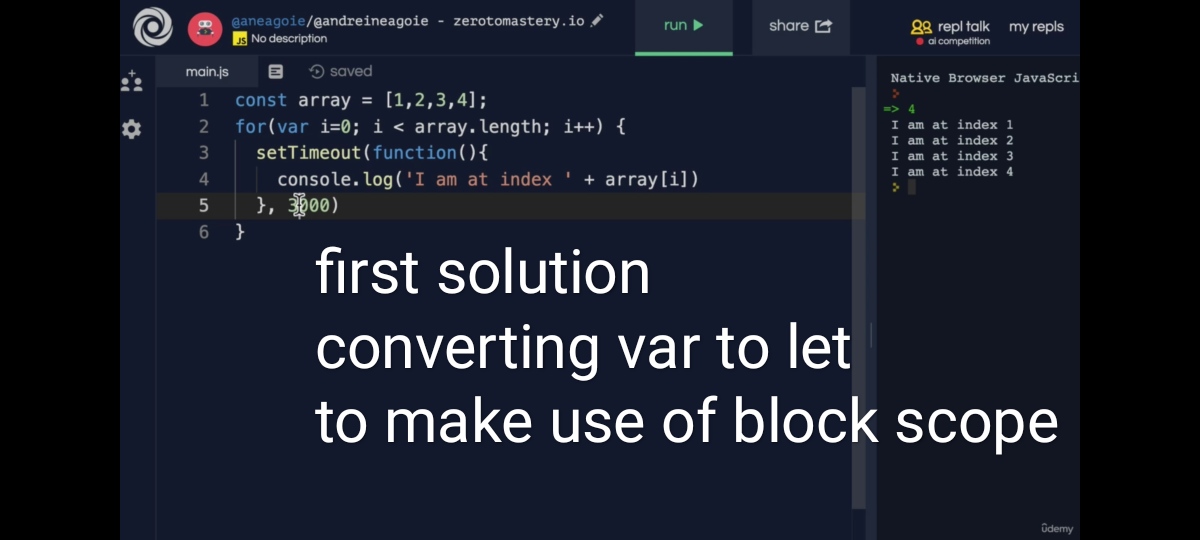 @aneagoie/@andreineagoie - zerotomastery.io
JS No description
run
share
repl talk
ai competition
my repls
main.js
saved
1 const array = [1,2,3,4];
2 for(var i=0; i < array.length; i++) {
3 setTimeout(function(){
4 console.log('I am at index ' + array[i])
5 }, 3000)
6 }
Native Browser JavaScri
=> 4
I am at index 1
I am at index 2
I am at index 3
I am at index 4
first solution
converting var to let
to make use of block scope
ûdemy